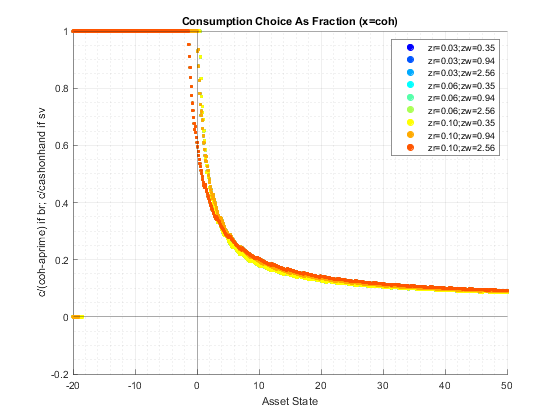 Consumption Choice As Fraction (x=coh)
c/(coh-aprime) if br; c/cashonhand if sv
1
0.8
0.6
0.4
0.2
0
-0.2
zr=0.03;zw=0.35
zr=0.03;zw=0.94
zr=0.03;zw=2.56
zr=0.06;zw=0.35
zr=0.06;zw=0.94
zr=0.06;zw=2.56
zr=0.10;zw=0.35
zr=0.10;zw=0.94
zr=0.10;zw=2.56
-20 -10 0 10 20 30 40 50
Asset State